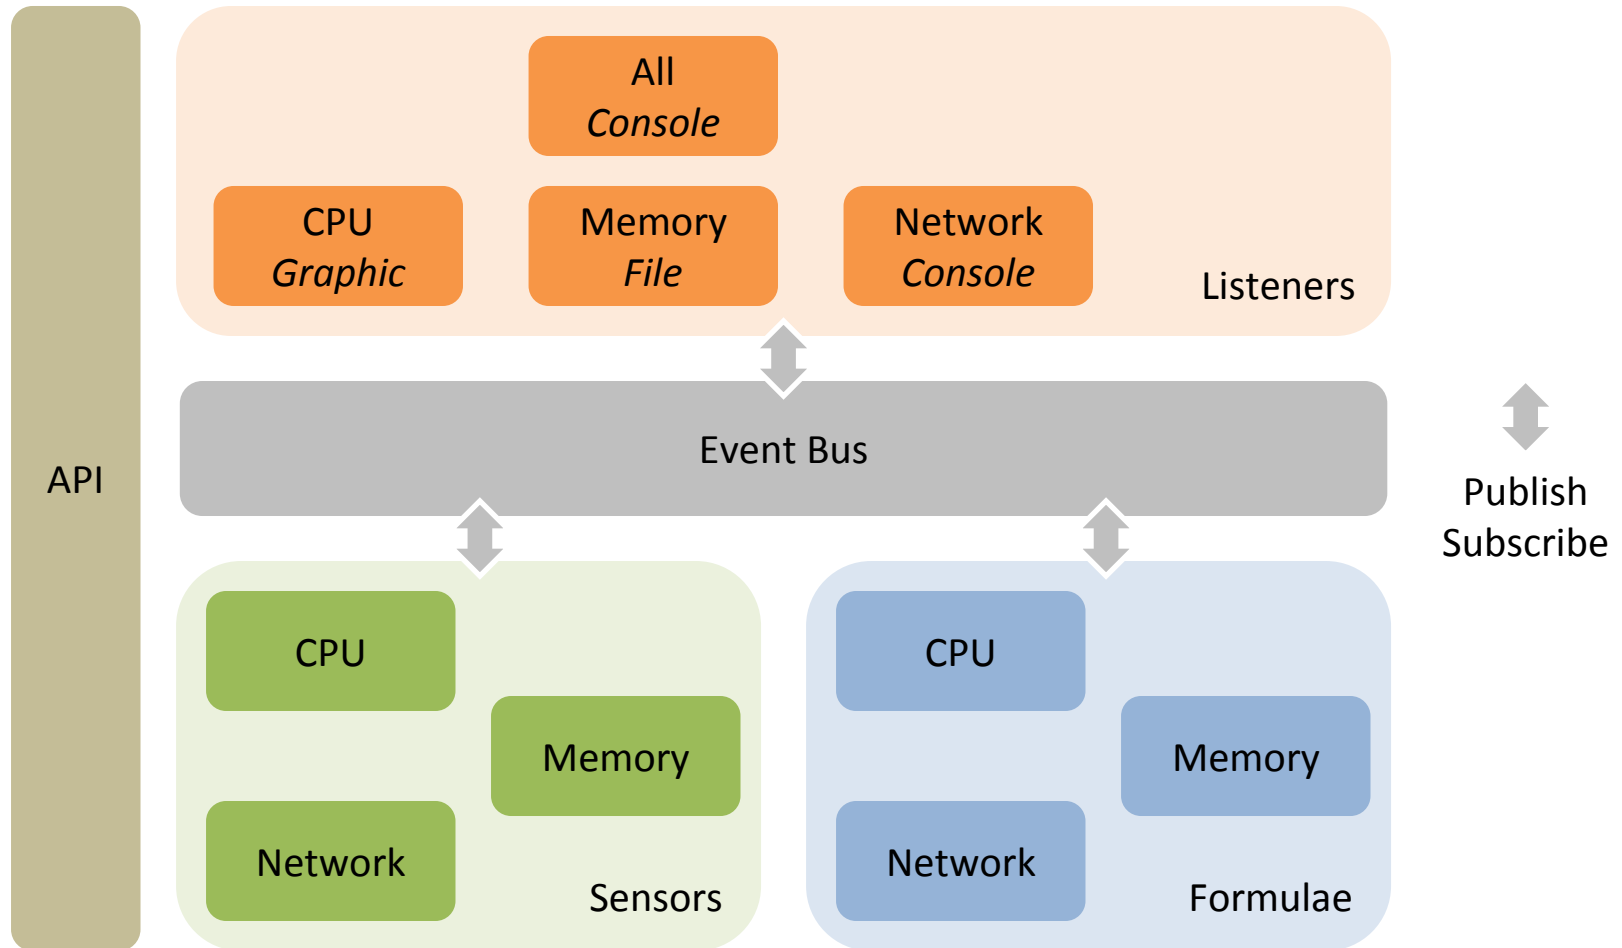 API
All
Console
CPU
Graphic
Memory
File
Network
Console
Listeners
Event Bus
Publish
Subscribe
CPU
Memory
Network
Sensors
CPU
Memory
Network
Formulae